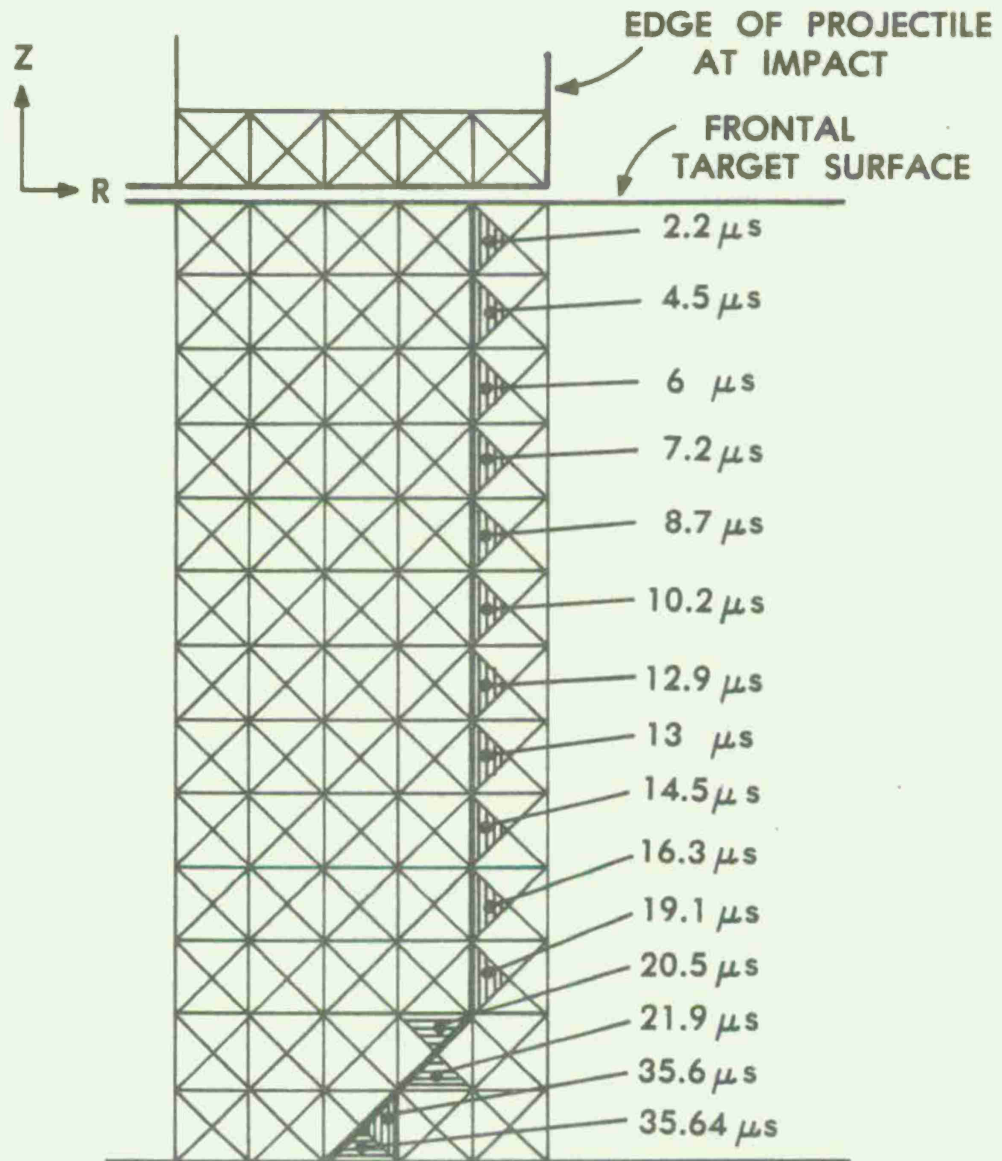 EDGE OF PROJECTILE
AT IMPACT
Z
FRONTAL
TARGET SURFACE
R
2.2 μs
4.5 μs
6 μs
7.2 μs
8.7 μs
10.2 μs
12.9 μs
13 μs
14.5 μs
16.3 μs
19.1 μs
20.5 μs
21.9 μs
35.6 μs
35.64 μs